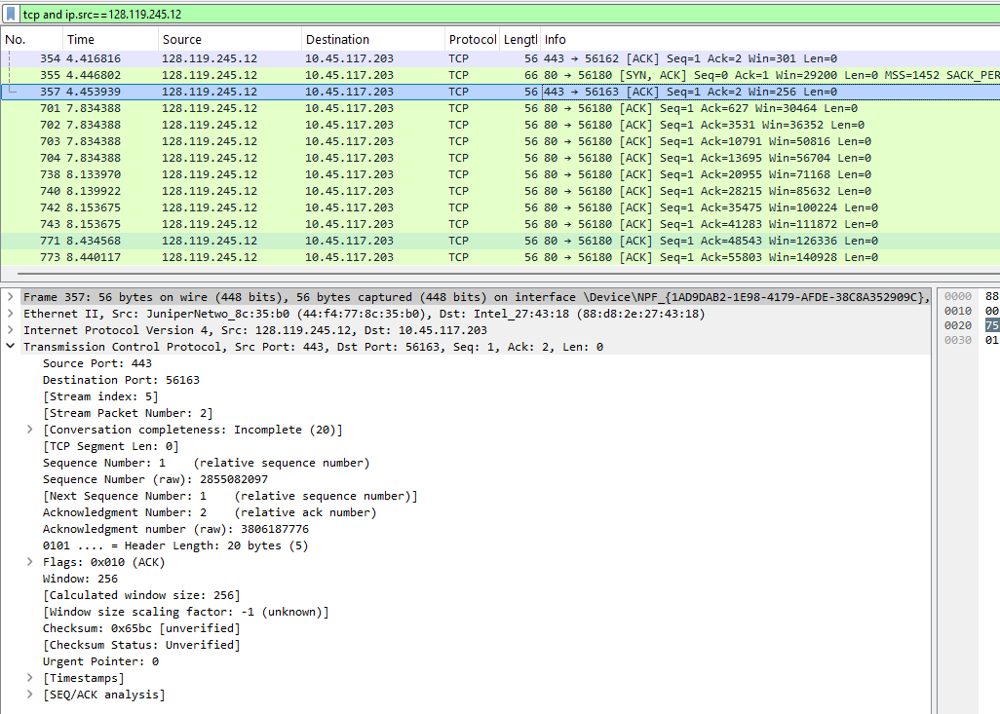 tcp and ip.src==128.119.245.12
No. Time Source Destination Protocol Lengtl Info
354 4.416816 128.119.245.12 10.45.117.203 TCP 56 443 → 56162 [ACK] Seq=1 Ack=2 Win=301 Len=0
355 4.446802 128.119.245.12 10.45.117.203 TCP 66 80 → 56180 [SYN, ACK] Seq=0 Ack=1 Win=29200 Len=0 MSS=1452 SACK_PER
357 4.453939 128.119.245.12 10.45.117.203 TCP 56 443 → 56163 [ACK] Seq=1 Ack=2 Win=256 Len=0
701 7.834388 128.119.245.12 10.45.117.203 TCP 56 80 → 56180 [ACK] Seq=1 Ack=627 Win=30464 Len=0
702 7.834388 128.119.245.12 10.45.117.203 TCP 56 80 → 56180 [ACK] Seq=1 Ack=3531 Win=36352 Len=0
703 7.834388 128.119.245.12 10.45.117.203 TCP 56 80 → 56180 [ACK] Seq=1 Ack=10791 Win=50816 Len=0
704 7.834388 128.119.245.12 10.45.117.203 TCP 56 80 → 56180 [ACK] Seq=1 Ack=13695 Win=56704 Len=0
738 8.133970 128.119.245.12 10.45.117.203 TCP 56 80 → 56180 [ACK] Seq=1 Ack=20955 Win=71168 Len=0
740 8.139922 128.119.245.12 10.45.117.203 TCP 56 80 → 56180 [ACK] Seq=1 Ack=28215 Win=85632 Len=0
742 8.153675 128.119.245.12 10.45.117.203 TCP 56 80 → 56180 [ACK] Seq=1 Ack=35475 Win=100224 Len=0
743 8.153675 128.119.245.12 10.45.117.203 TCP 56 80 → 56180 [ACK] Seq=1 Ack=41283 Win=111872 Len=0
771 8.434568 128.119.245.12 10.45.117.203 TCP 56 80 → 56180 [ACK] Seq=1 Ack=48543 Win=126336 Len=0
773 8.440117 128.119.245.12 10.45.117.203 TCP 56 80 → 56180 [ACK] Seq=1 Ack=55803 Win=140928 Len=0
Frame 357: 56 bytes on wire (448 bits), 56 bytes captured (448 bits) on interface \Device\NPF_{1AD9DAB2-1E98-4179-AFDE-38C8A352909C},
Ethernet II, Src: JuniperNetwo_8c:35:b0 (44:f4:77:8c:35:b0), Dst: Intel_27:43:18 (88:d8:2e:27:43:18)
Internet Protocol Version 4, Src: 128.119.245.12, Dst: 10.45.117.203
Transmission Control Protocol, Src Port: 443, Dst Port: 56163, Seq: 1, Ack: 2, Len: 0
Source Port: 443
Destination Port: 56163
[Stream index: 5]
[Stream Packet Number: 2]
[Conversation completeness: Incomplete (20)]
[TCP Segment Len: 0]
Sequence Number: 1 (relative sequence number)
Sequence Number (raw): 2855082097
[Next Sequence Number: 1 (relative sequence number)]
Acknowledgment Number: 2 (relative ack number)
Acknowledgment number (raw): 3806187776
0101 .... = Header Length: 20 bytes (5)
Flags: 0x010 (ACK)
Window: 256
[Calculated window size: 256]
[Window size scaling factor: -1 (unknown)]
Checksum: 0x65bc [unverified]
[Checksum Status: Unverified]
Urgent Pointer: 0
[Timestamps]
[SEQ/ACK analysis]
0000 88
0010 00
0020 75
0030 01